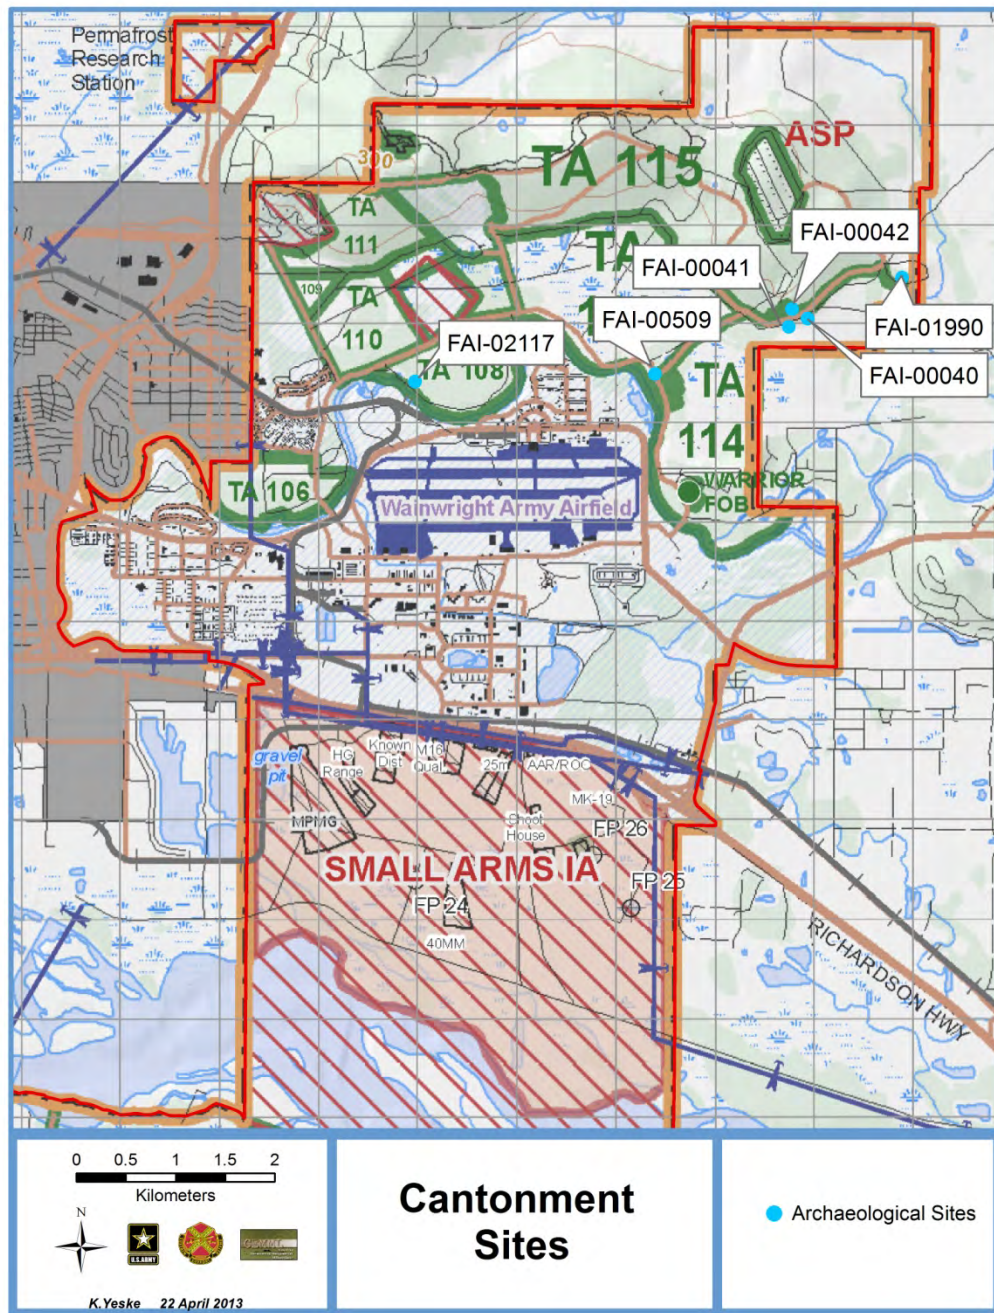 Permafrost
Research
Station
300
TA 115
ASP
TA
111
FAI-00042
FAI-00041
TA
109
TA
110
FAI-00509
FAI-01990
FAI-02117
FAI-00040
TA 108
TA
114
WARRIOR
FOB
TA 106
Wainwright Army Airfield
gravel
pit
HG
Range
Known
Dist
M16
Qual
25m
AAR/ROC
MK-19
MPMG
Shoot
House
FP 26
SMALL ARMS IA
FP 25
FP 24
40MM
RICHARDSON HWY
0 0.5 1 1.5 2
Kilometers
N
U.S.ARMY
K.Yeske 22 April 2013
Cantonment
Sites
Archaeological Sites